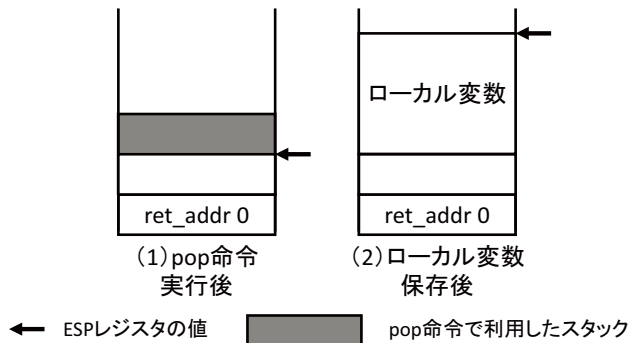 ローカル変数
ret_addr 0
ret_addr 0
(1)pop命令
実行後
(2)ローカル変数
保存後
ESPレジスタの値
pop命令で利用したスタック